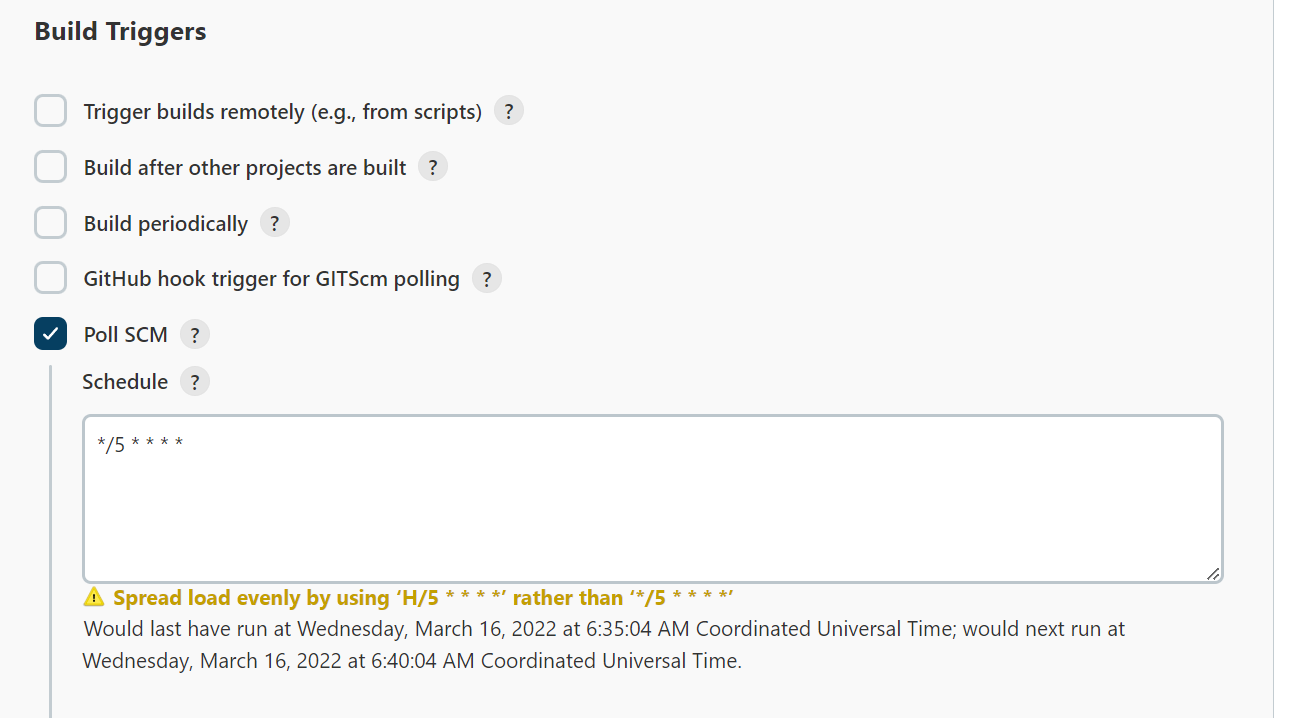 Build Triggers
Trigger builds remotely (e.g., from scripts) ?
Build after other projects are built ?
Build periodically ?
GitHub hook trigger for GITScm polling ?
Poll SCM ?
Schedule ?
*/5 * * * *
Spread load evenly by using ‘H/5 * * * *’ rather than ‘*/5 * * * *’
Would last have run at Wednesday, March 16, 2022 at 6:35:04 AM Coordinated Universal Time; would next run at
Wednesday, March 16, 2022 at 6:40:04 AM Coordinated Universal Time.